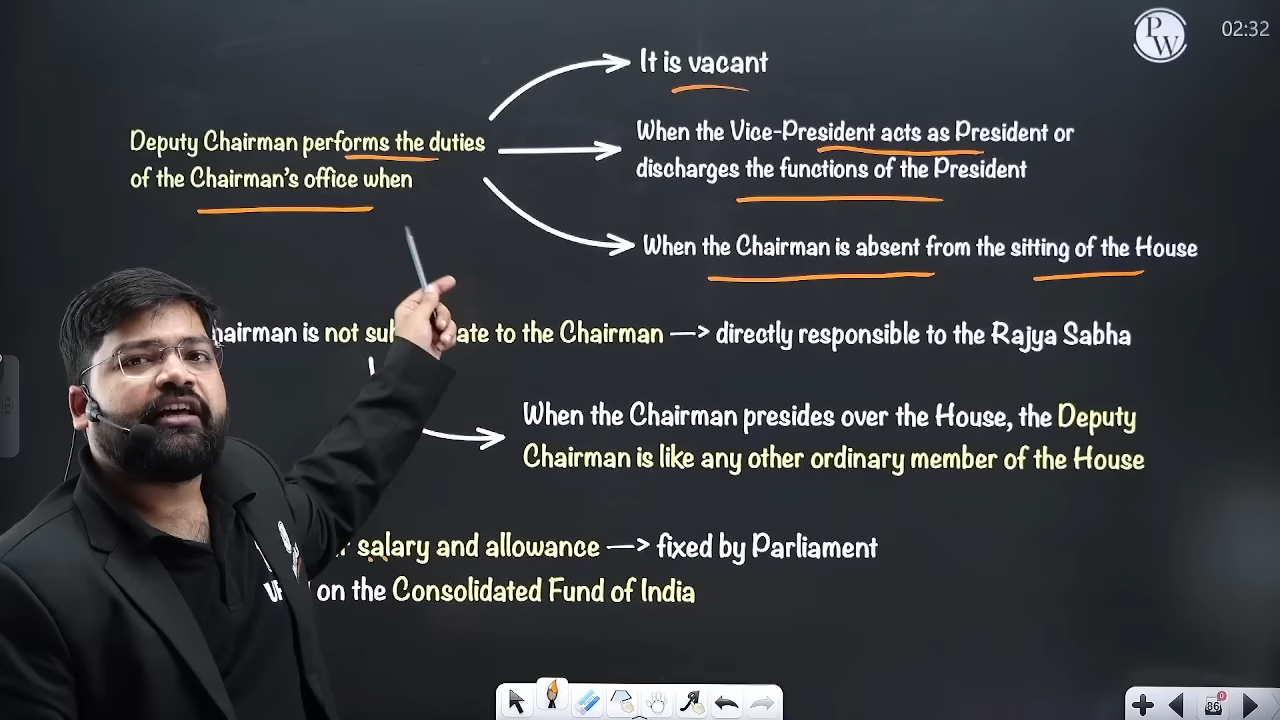 PW
02:32
It is vacant
Deputy Chairman performs the duties
of the Chairman's office when
When the Vice-President acts as President or
discharges the functions of the President
When the Chairman is absent from the sitting of the House
hairman is not sub ate to the Chairman —> directly responsible to the Rajya Sabha
When the Chairman presides over the House, the Deputy
Chairman is like any other ordinary member of the House
r salary and allowance —> fixed by Parliament
on the Consolidated Fund of India
86
0